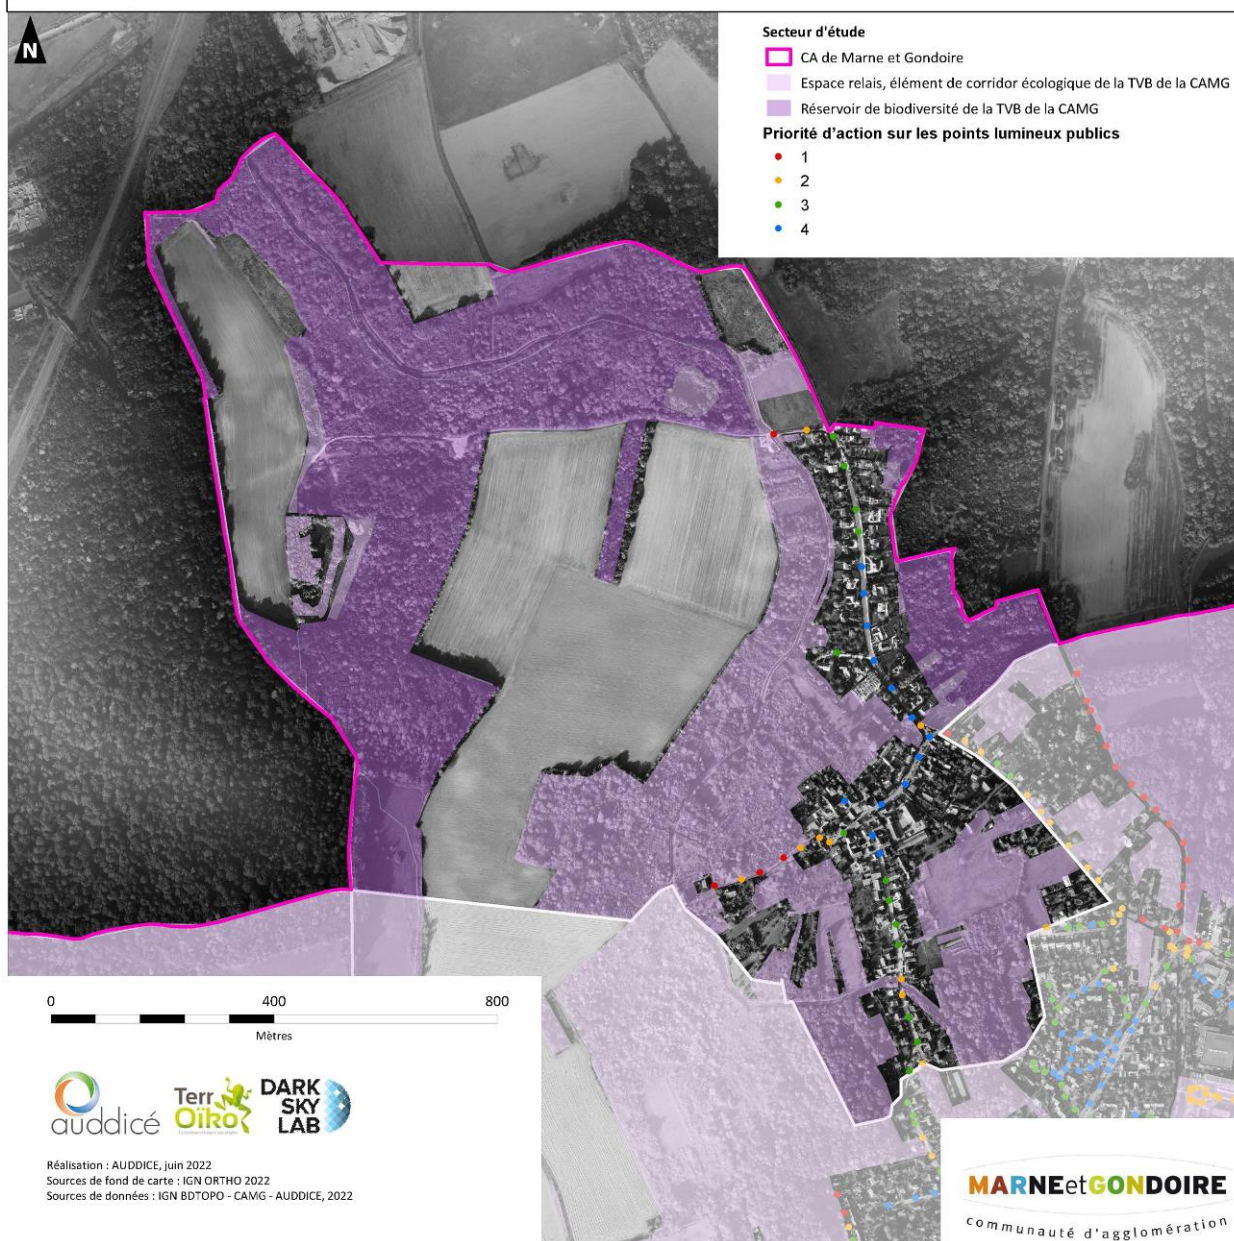 N
Secteur d'étude
CA de Marne et Gondoire
Espace relais, élément de corridor écologique de la TVB de la CAMG
Réservoir de biodiversité de la TVB de la CAMG
Priorité d'action sur les points lumineux publics
1
2
3
4
0 400 800
Mètres
auddicé
Terr
Oïko
DARK
SKY
LAB
Réalisation : AUDDICE, juin 2022
Sources de fond de carte : IGN ORTHO 2022
Sources de données : IGN BDTOPO - CAMG - AUDDICE, 2022
MARNEetGONDOIRE
communauté d'agglomération